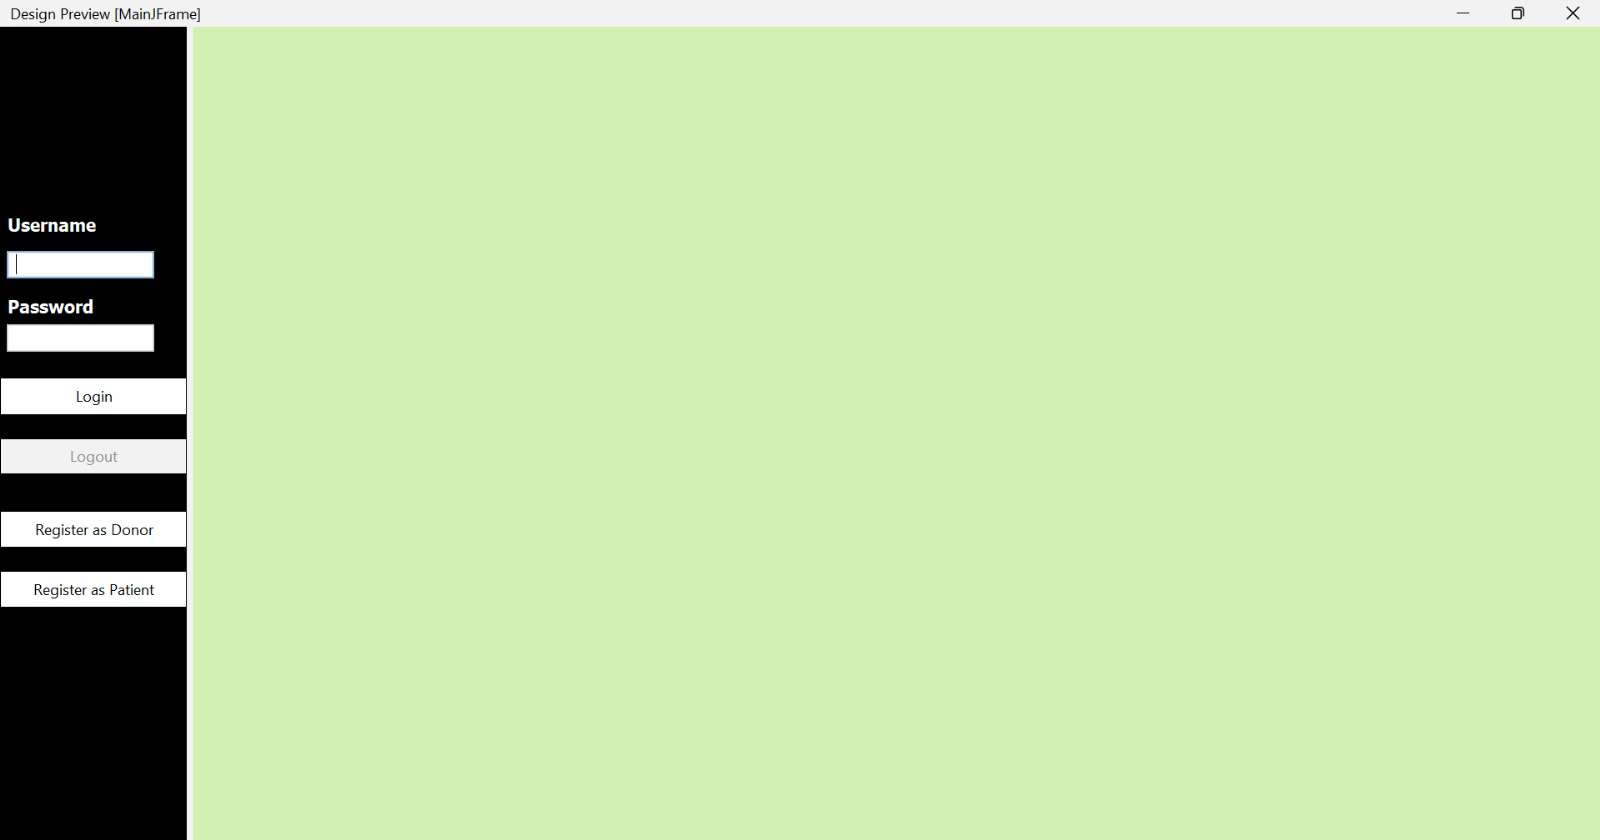 Design Preview [MainJFrame]
Username
Password
Login
Logout
Register as Donor
Register as Patient